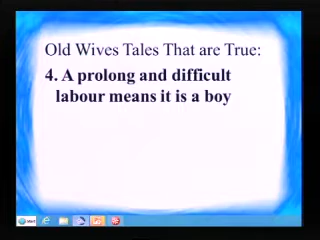 Old Wives Tales That are True:
4. A prolong and difficult
labour means it is a boy